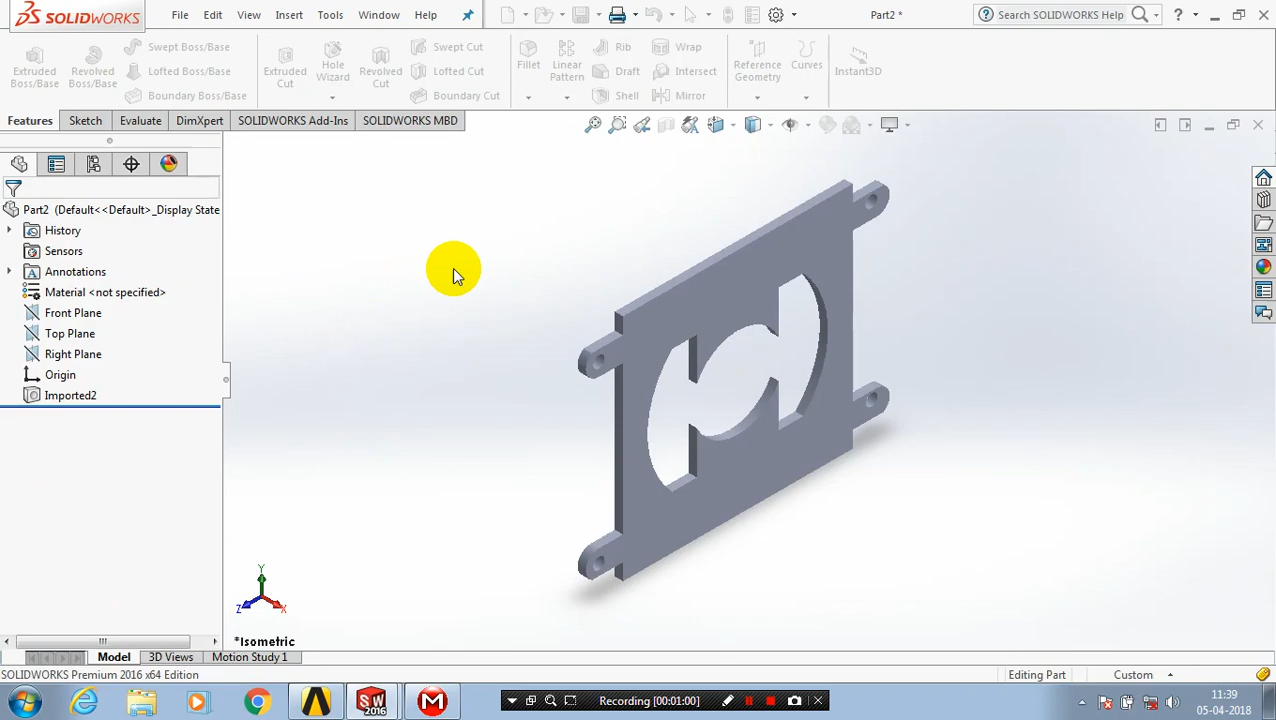 SOLIDWORKS File Edit View Insert Tools Window Help Part2 * Search SOLIDWORKS Help ?
Extruded Boss/Base Revolved Boss/Base Swept Boss/Base Lofted Boss/Base Boundary Boss/Base Extruded Cut Hole Wizard Revolved Cut Swept Cut Lofted Cut Boundary Cut Fillet Linear Pattern Rib Draft Shell Wrap Intersect Mirror Reference Geometry Curves Instant3D
Features Sketch Evaluate DimXpert SOLIDWORKS Add-Ins SOLIDWORKS MBD
Part2 (Default<<Default>_Display State
History
Sensors
A Annotations
Material <not specified>
Front Plane
Top Plane
Right Plane
Origin
Imported2
Y
Z X
*Isometric
Model 3D Views Motion Study 1
SOLIDWORKS Premium 2016 x64 Edition Editing Part Custom
SW 2016 Recording [00:01:00] 11:39
05-04-2018